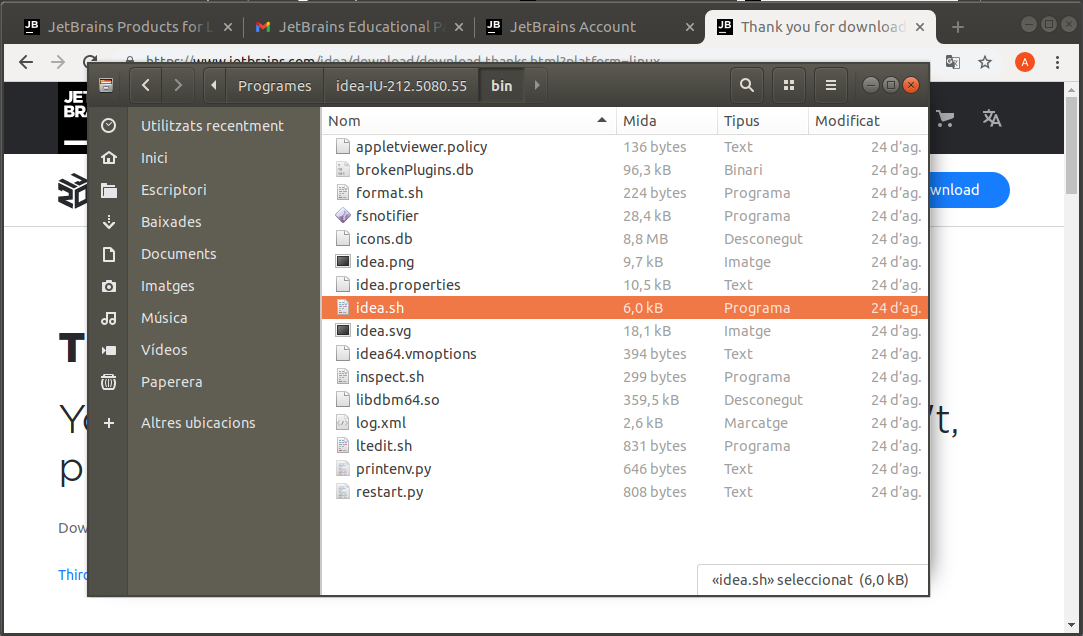 JB JetBrains Products for L
JetBrains Educational P
JB JetBrains Account
JB Thank you for download
https://www.jetbrains.com/idea/download/download-thanks.html?platform=linux
A
Programes
idea-IU-212.5080.55
bin
JET
BRA
wnload
Utilitzats recentment
Inici
Escriptori
Baixades
Documents
Imatges
Música
Vídeos
Paperera
Altres ubicacions
Nom Mida Tipus Modificat
appletviewer.policy 136 bytes Text 24 d’ag.
brokenPlugins.db 96,3 kB Binari 24 d’ag.
format.sh 224 bytes Programa 24 d’ag.
fsnotifier 28,4 kB Programa 24 d’ag.
icons.db 8,8 MB Desconegut 24 d’ag.
idea.png 9,7 kB Imatge 24 d’ag.
idea.properties 10,5 kB Text 24 d’ag.
idea.sh 6,0 kB Programa 24 d’ag.
idea.svg 18,1 kB Imatge 24 d’ag.
idea64.vmoptions 394 bytes Text 24 d’ag.
inspect.sh 299 bytes Programa 24 d’ag.
libdbm64.so 359,5 kB Desconegut 24 d’ag.
log.xml 2,6 kB Marcatge 24 d’ag.
ltedit.sh 831 bytes Programa 24 d’ag.
printenv.py 646 bytes Text 24 d’ag.
restart.py 808 bytes Text 24 d’ag.
«idea.sh» seleccionat (6,0 kB)
T
Yo
’t,
p
Dow
Third